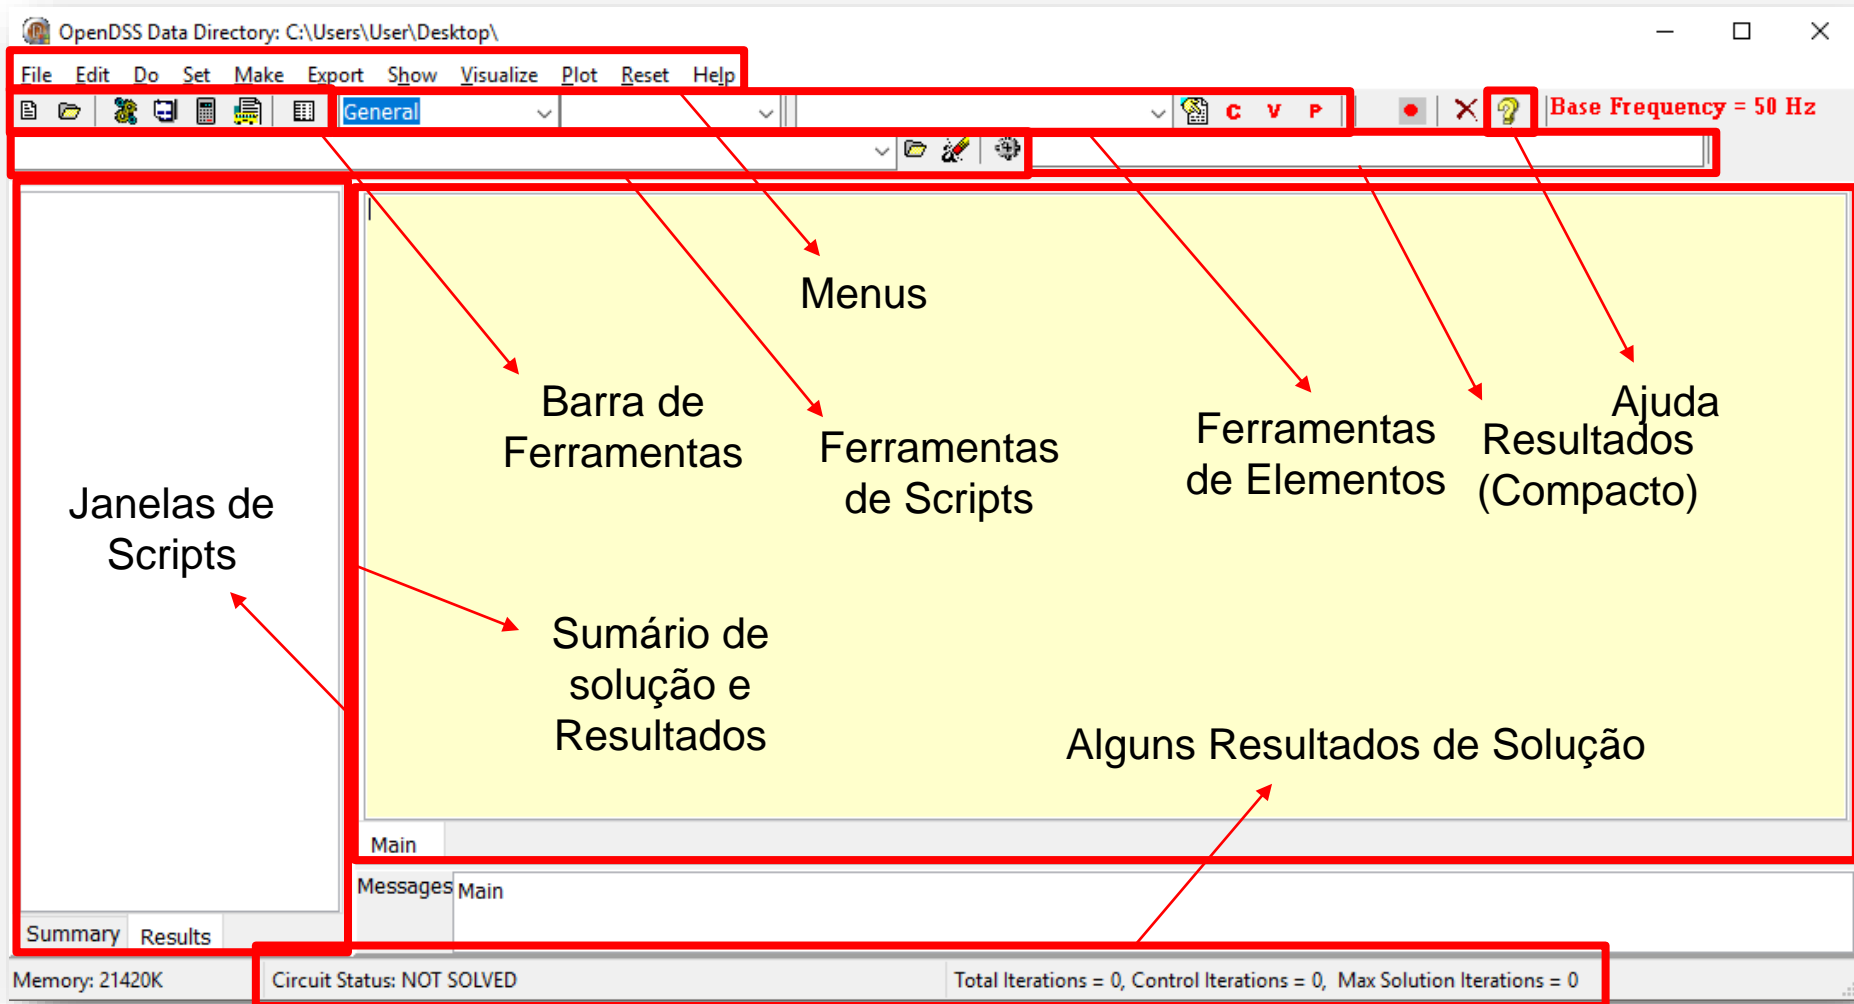 OpenDSS Data Directory: C:\Users\User\Desktop\
File Edit Do Set Make Export Show Visualize Plot Reset Help
General
C V P
Base Frequency = 50 Hz
Menus
Barra de
Ferramentas
Ferramentas
de Scripts
Ferramentas
de Elementos
Ajuda
Resultados
(Compacto)
Janelas de
Scripts
Sumário de
solução e
Resultados
Alguns Resultados de Solução
Main
Messages
Main
Summary Results
Memory: 21420K
Circuit Status: NOT SOLVED
Total Iterations = 0, Control Iterations = 0, Max Solution Iterations = 0